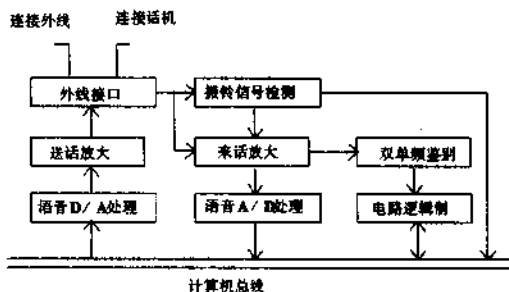 连接外线
连接话机
外线接口
振铃信号检测
送话放大
来话放大
双单频鉴到
语音D/A处理
语音A/D处理
电路逻辑制
计算机总线